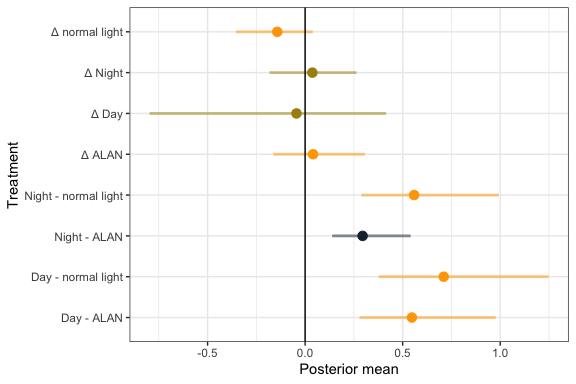 Δ normal light
Δ Night
Δ Day
Δ ALAN
Night - normal light
Night - ALAN
Day - normal light
Day - ALAN
Treatment
-0.5 0.0 0.5 1.0
Posterior mean